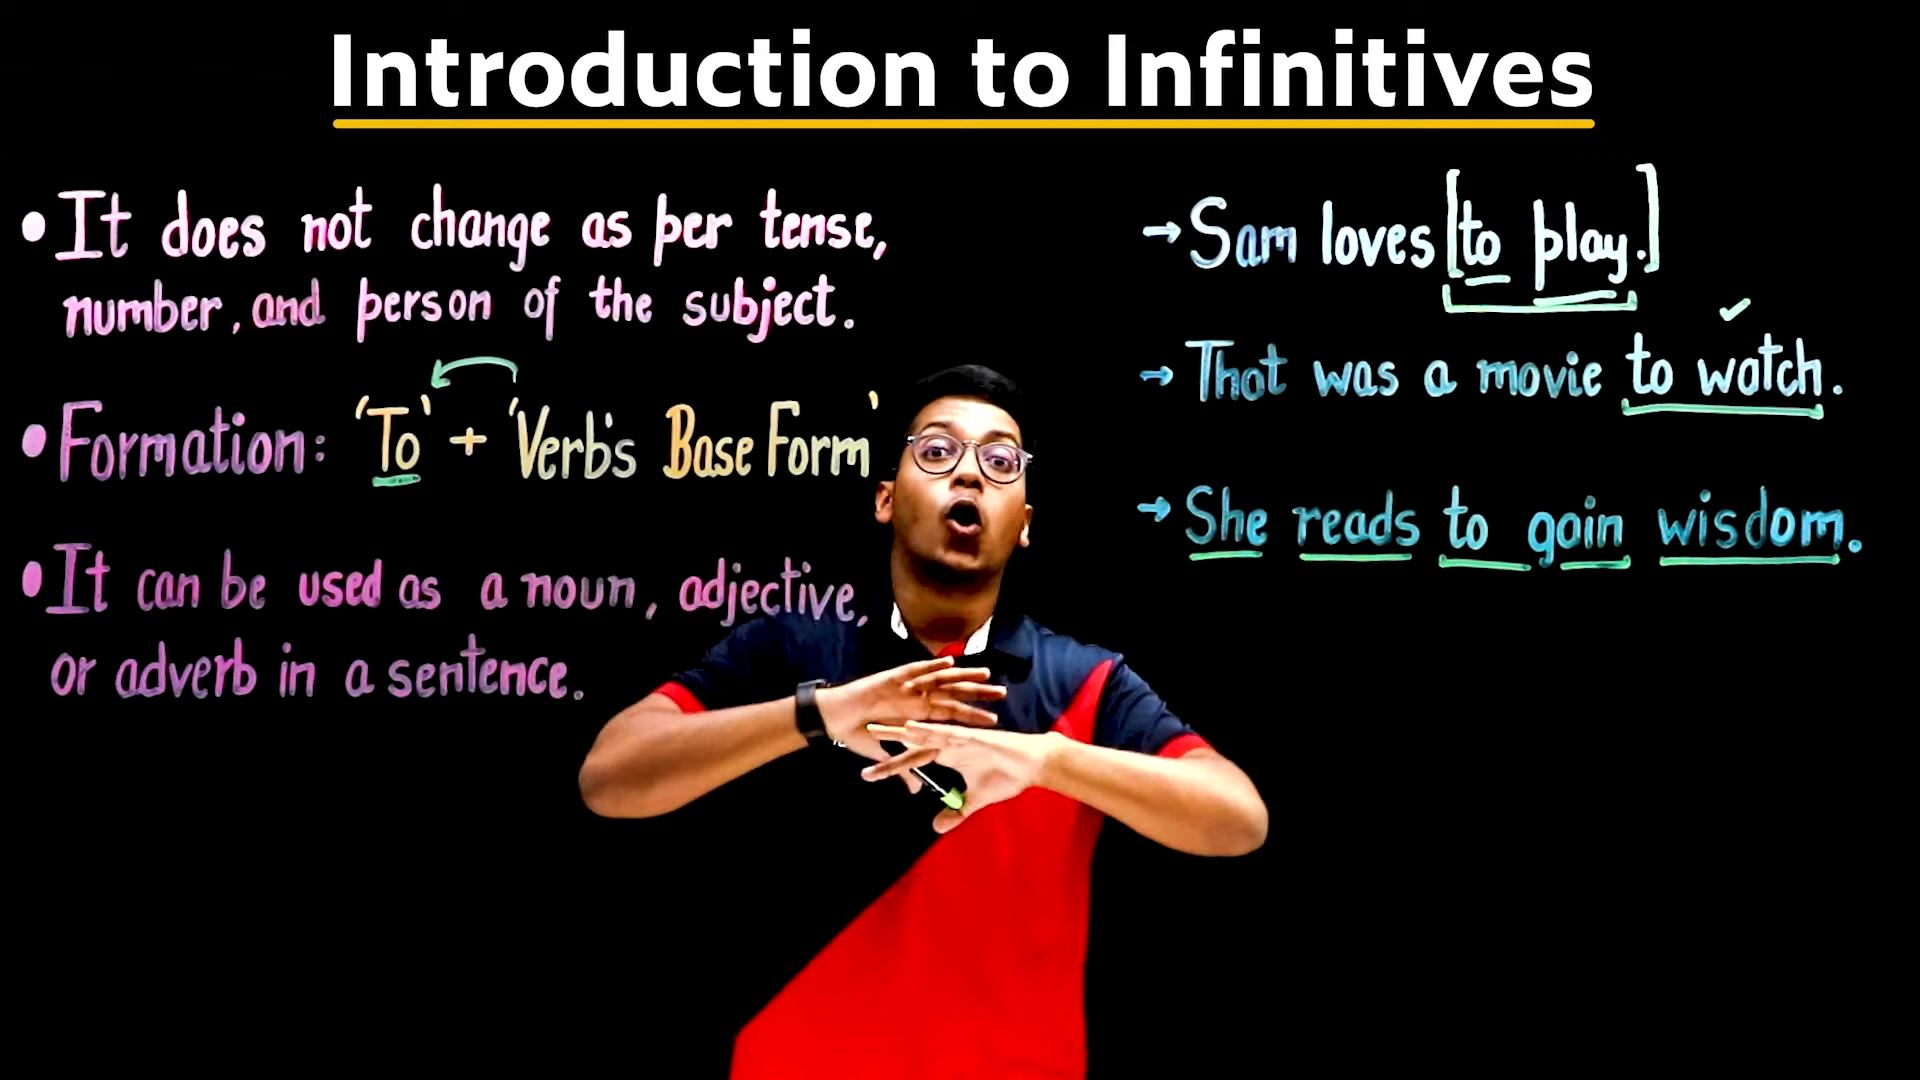 Introduction to Infinitives
• It does not change as per tense,
number, and person of the subject.
• Formation: 'To' + 'Verb's Base Form'
• It can be used as a noun, adjective,
or adverb in a sentence.
→ Sam loves [to play.]
→ That was a movie to watch.
→ She reads to gain wisdom.